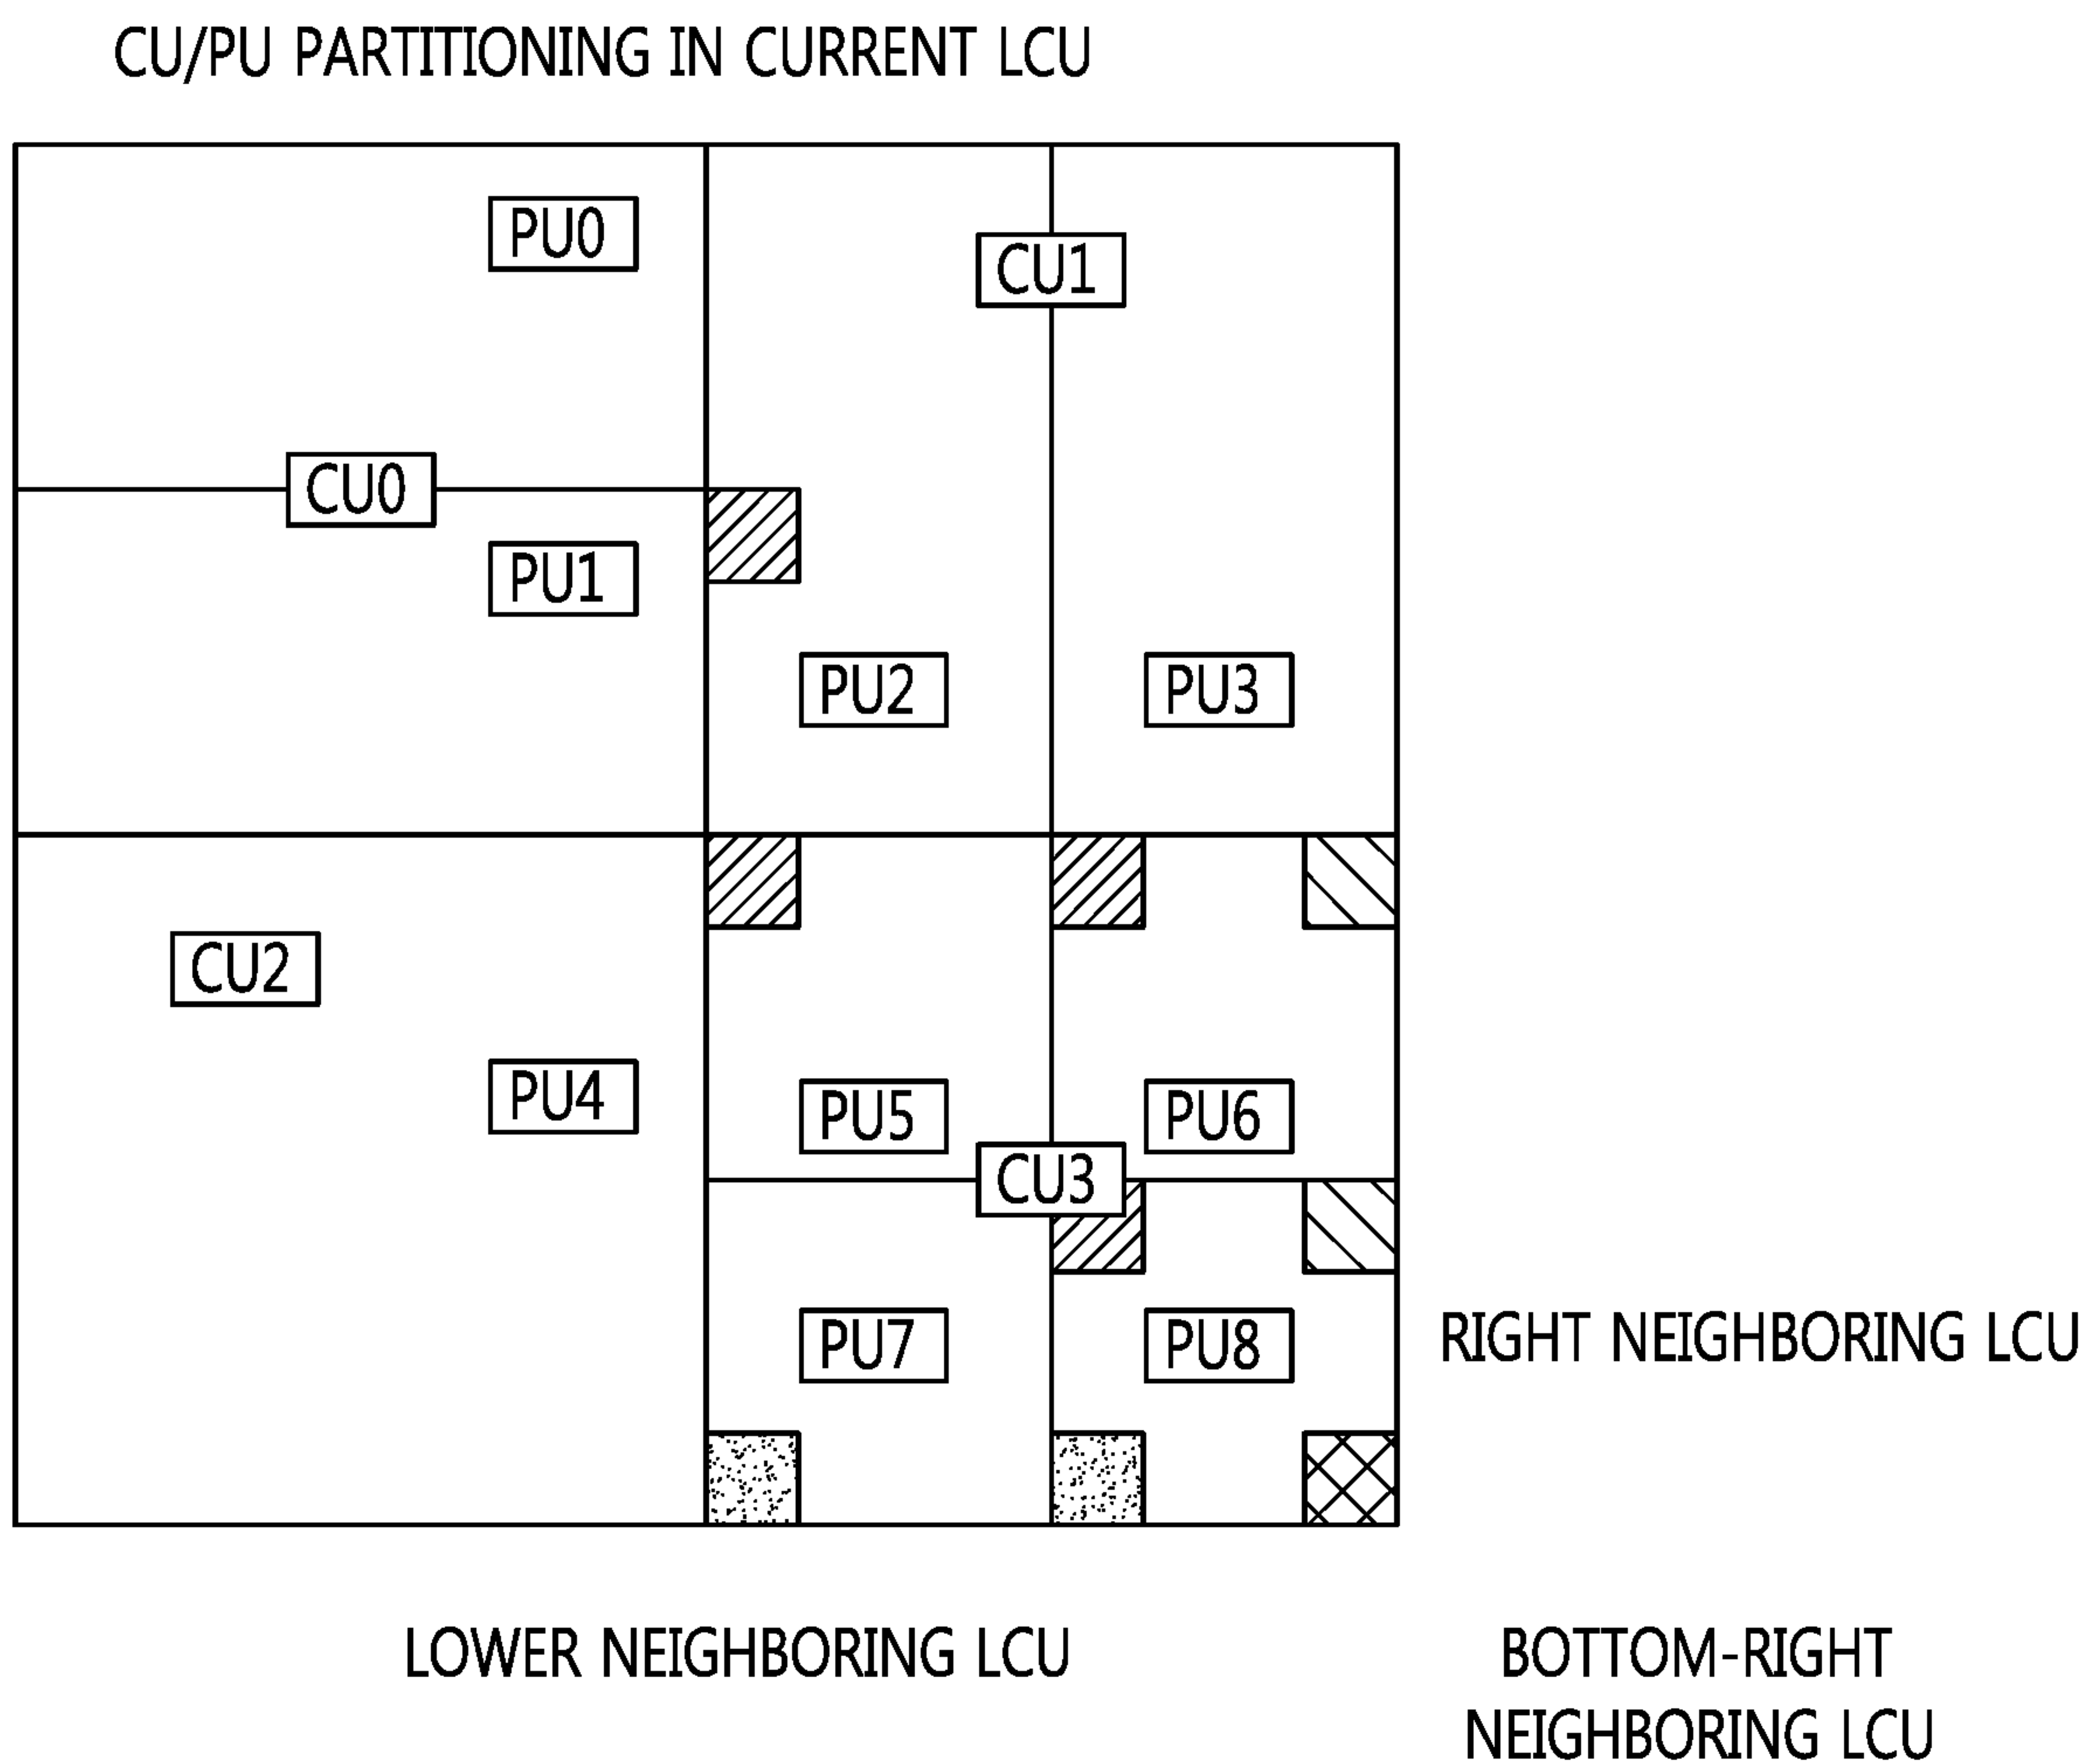 CU/PU PARTITIONING IN CURRENT LCU
PU0
CU1
CU0
PU1
PU2
PU3
CU2
PU4
PU5
PU6
CU3
PU7
PU8
RIGHT NEIGHBORING LCU
LOWER NEIGHBORING LCU
BOTTOM-RIGHT
NEIGHBORING LCU